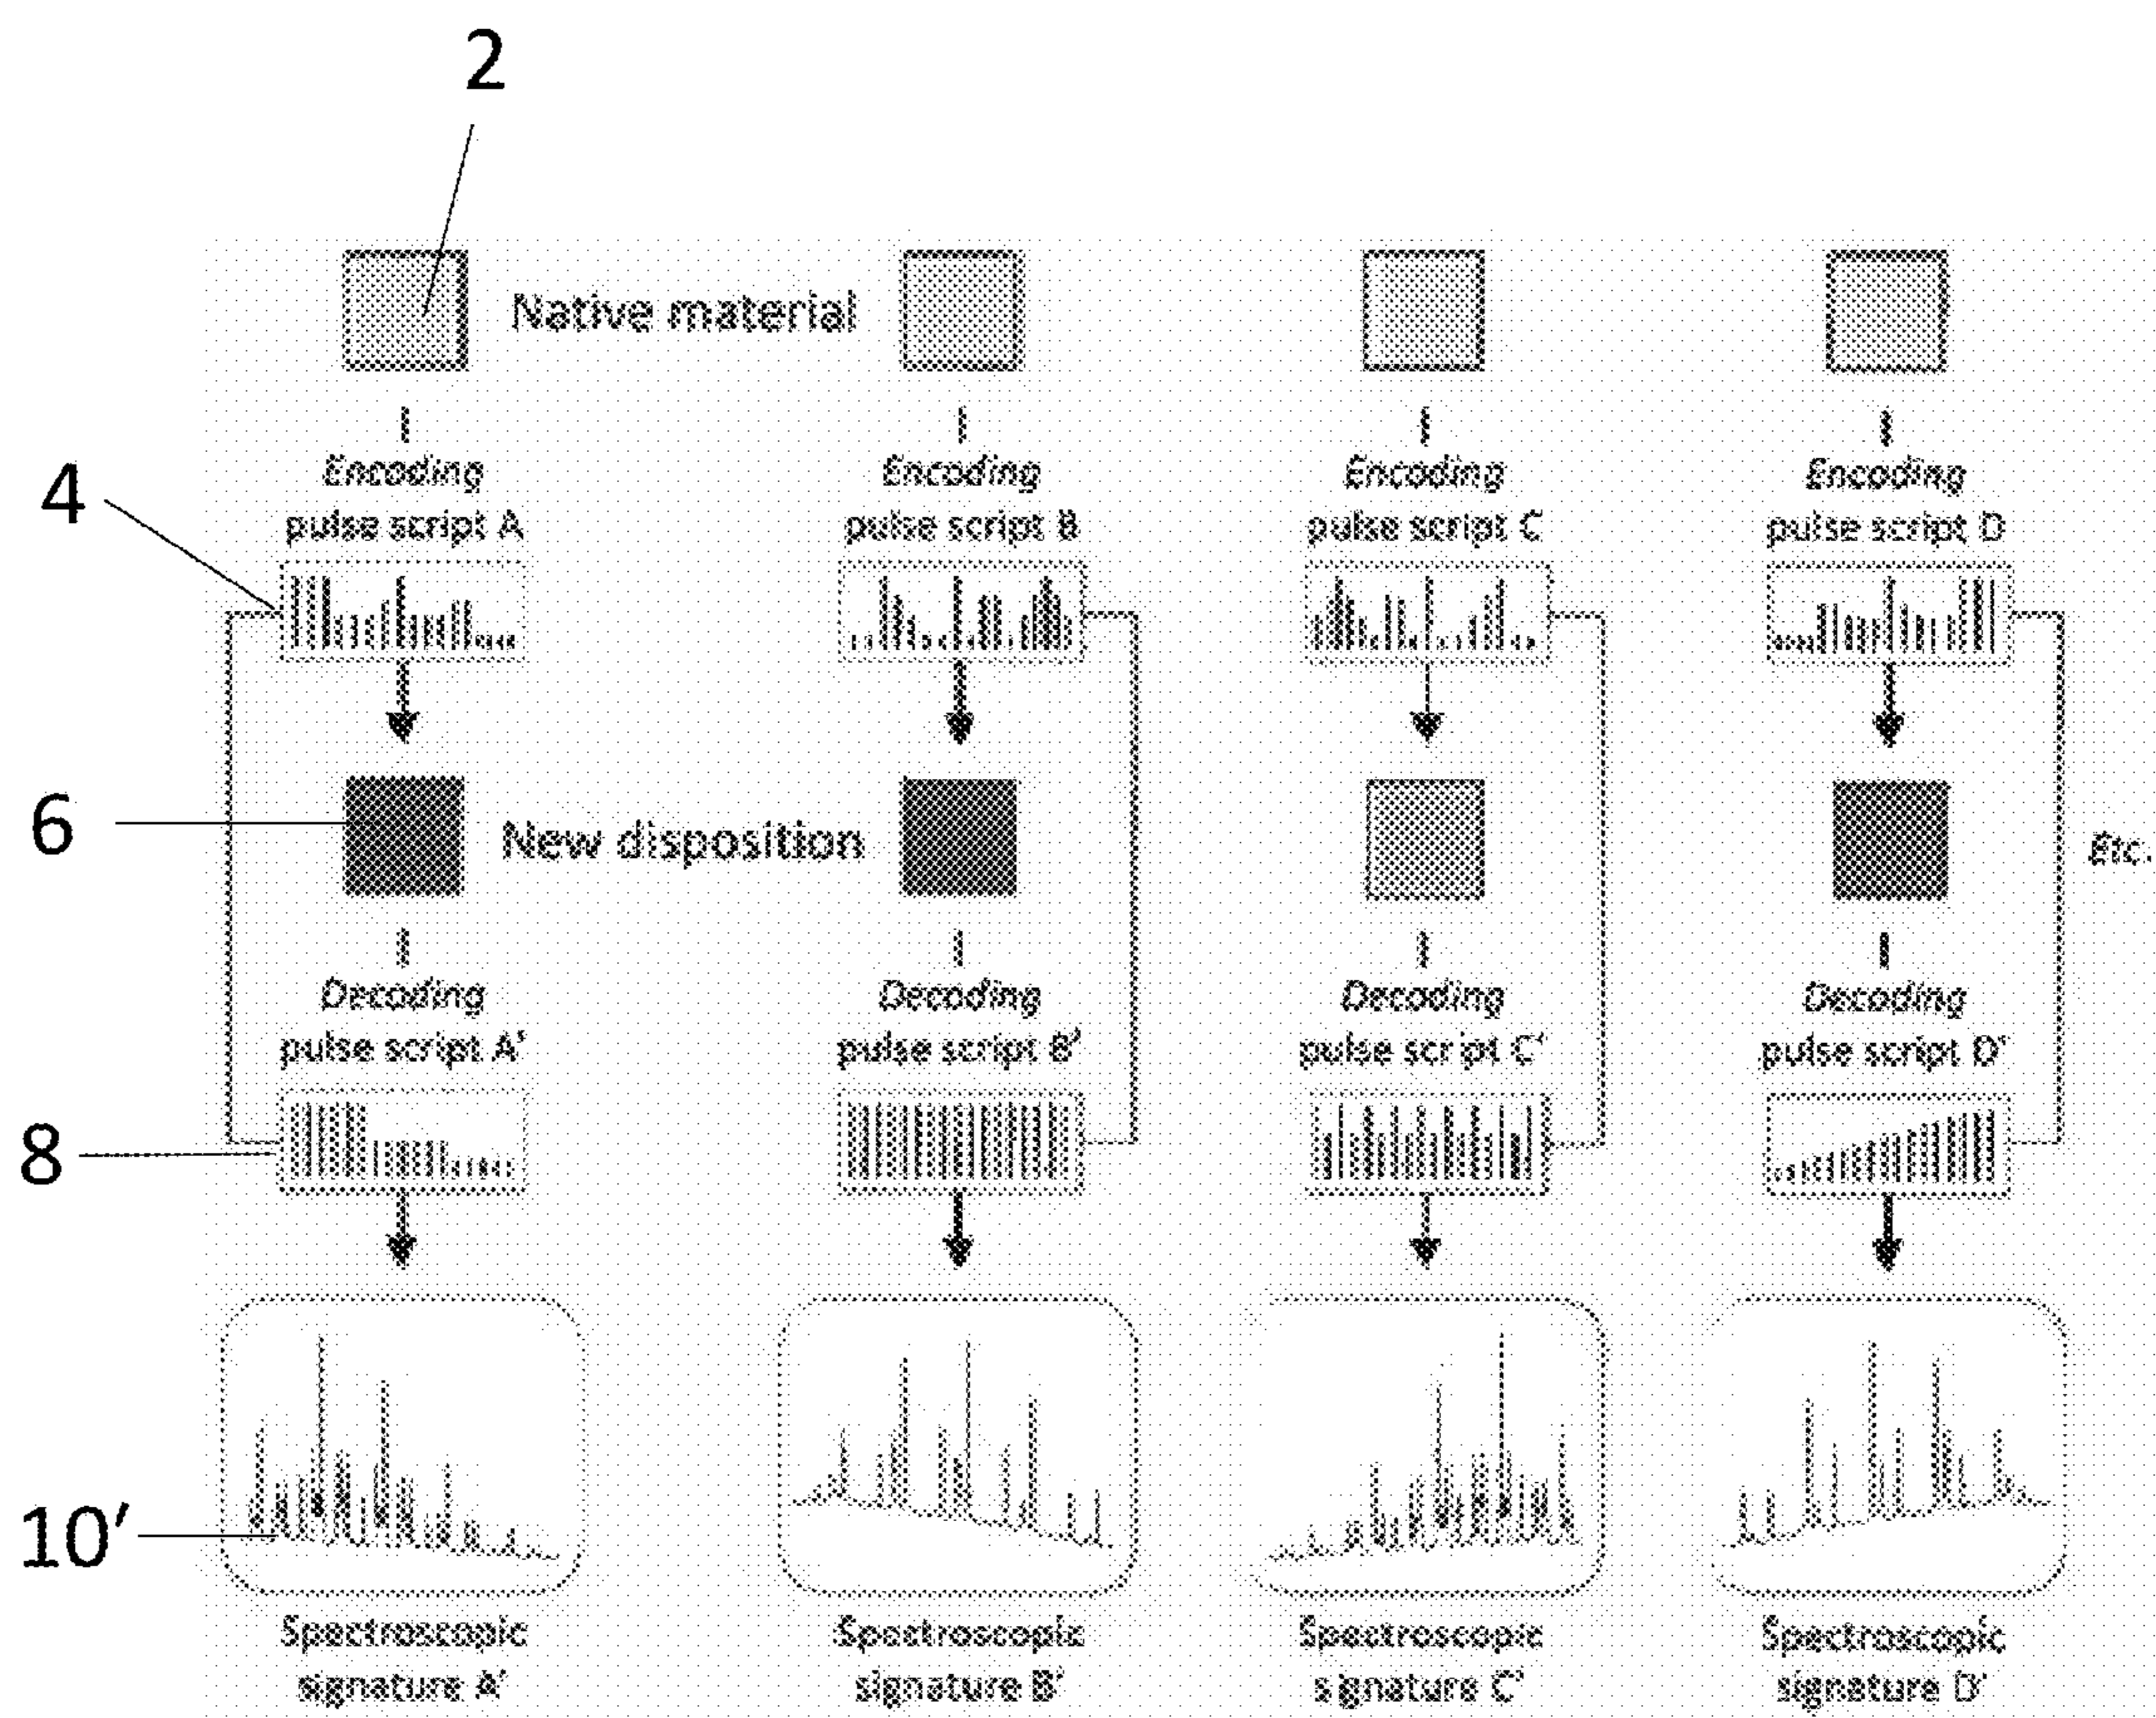 2
Native material
Encoding
pulse script A
Encoding
pulse script B
Encoding
pulse script C
Encoding
pulse script D
4
6
New disposition
Etc.
Decoding
pulse script A'
Decoding
pulse script B'
Decoding
pulse script C'
Decoding
pulse script D'
8
10'
Spectroscopic
signature A'
Spectroscopic
signature B'
Spectroscopic
signature C'
Spectroscopic
signature D'